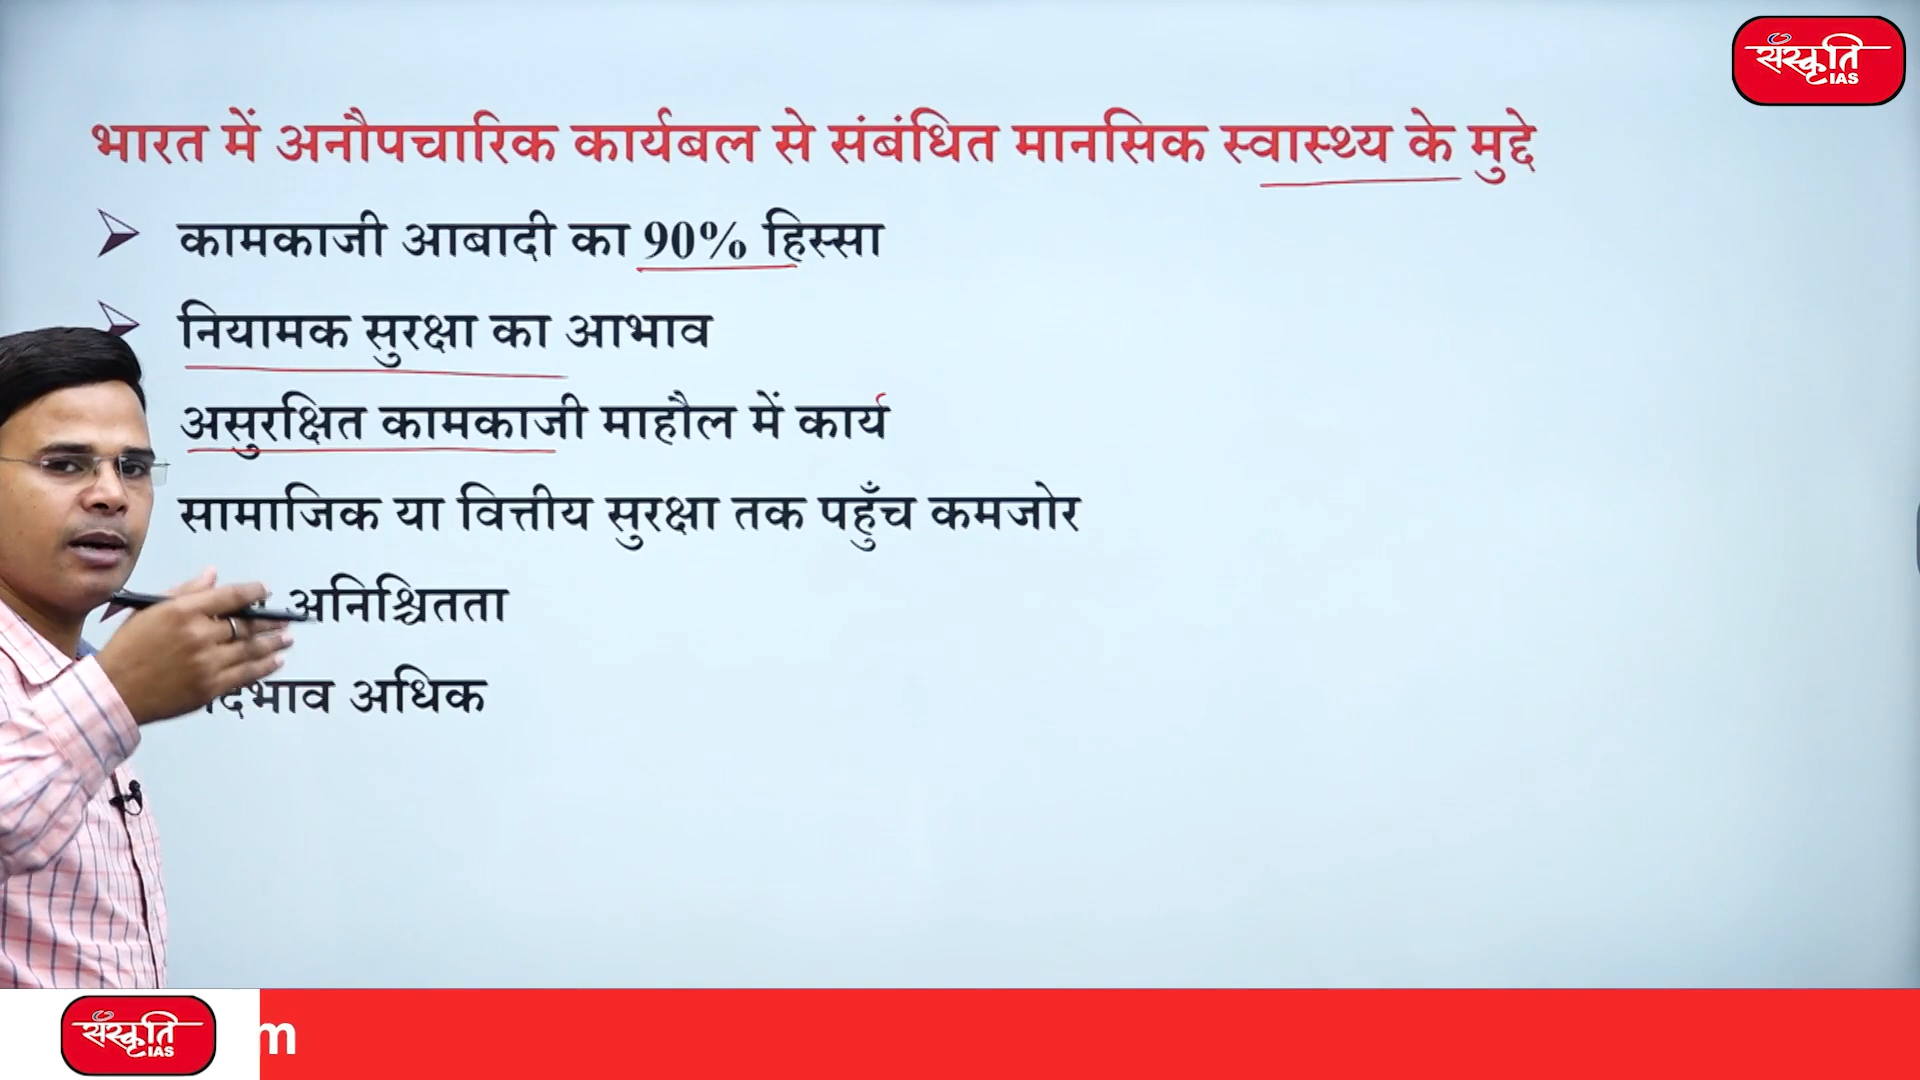 संस्कृति
IAS
भारत में अनौपचारिक कार्यबल से संबंधित मानसिक स्वास्थ्य के मुद्दे
कामकाजी आबादी का 90% हिस्सा
नियामक सुरक्षा का आभाव
असुरक्षित कामकाजी माहौल में कार्य
सामाजिक या वित्तीय सुरक्षा तक पहुँच कमजोर
अनिश्चितता
अधिक
संस्कृति
IAS
m